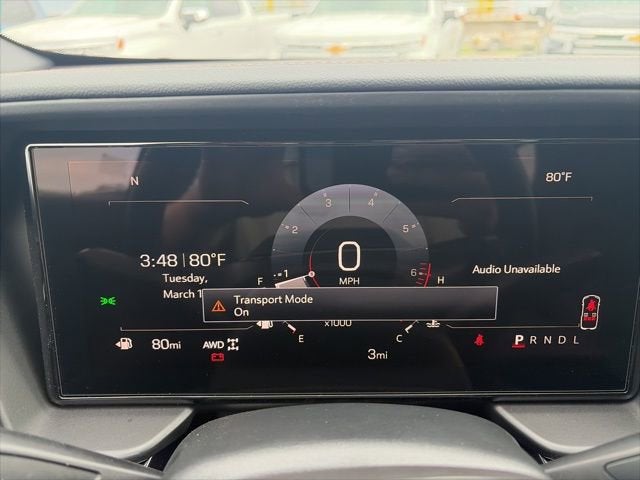 N
80°F
3 4
2 5
1 6
0
MPH
3:48 | 80°F
Tuesday,
March 1
Audio Unavailable
F H
Transport Mode
On
x1000
E C
80mi
AWD
3mi
P R N D L